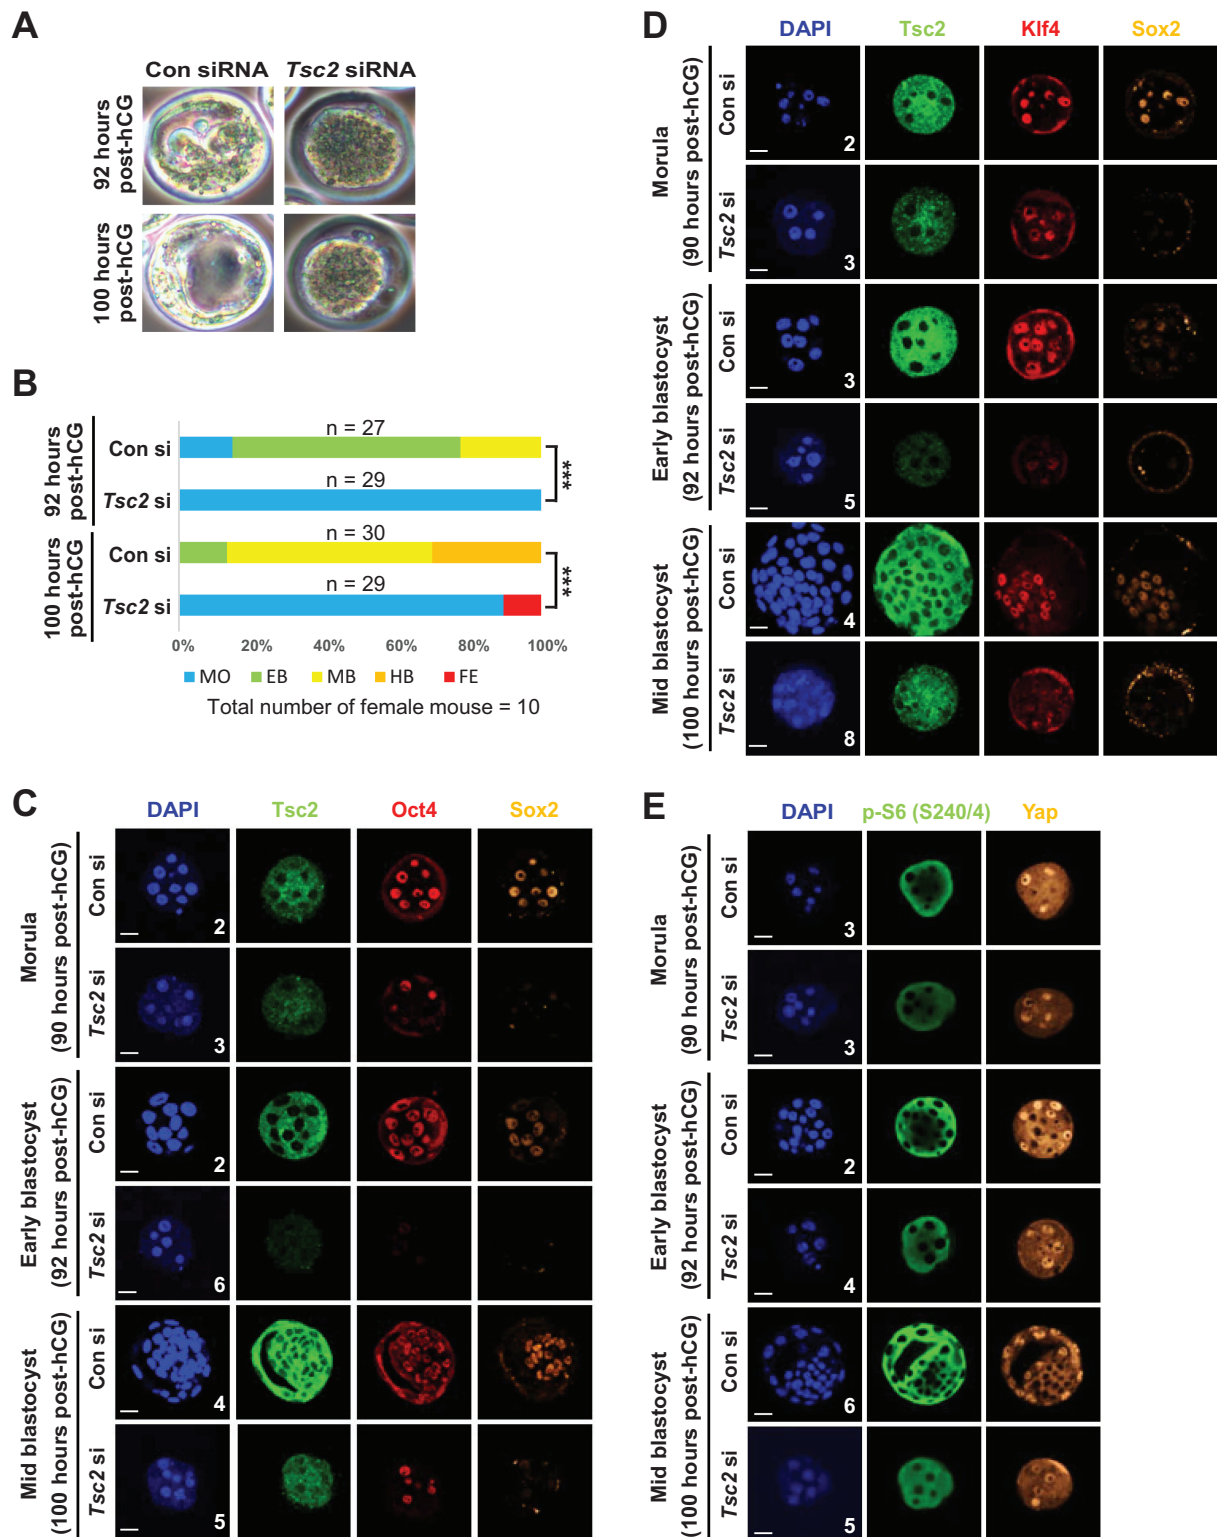 A
Con siRNA
Tsc2 siRNA
92 hours
post-hCG
100 hours
post-hCG
B
92 hours
post-hCG
Con si
n = 27
Tsc2 si
n = 29
***
100 hours
post-hCG
Con si
n = 30
Tsc2 si
n = 29
***
0% 20% 40% 60% 80% 100%
MO EB MB HB FE
Total number of female mouse = 10
C
DAPI Tsc2 Oct4 Sox2
Morula
(90 hours post-hCG)
Con si
2
Tsc2 si
3
Early blastocyst
(92 hours post-hCG)
Con si
2
Tsc2 si
6
Mid blastocyst
(100 hours post-hCG)
Con si
4
Tsc2 si
5
D
DAPI Tsc2 Klf4 Sox2
Morula
(90 hours post-hCG)
Con si
2
Tsc2 si
3
Early blastocyst
(92 hours post-hCG)
Con si
3
Tsc2 si
5
Mid blastocyst
(100 hours post-hCG)
Con si
4
Tsc2 si
8
E
DAPI p-S6 (S240/4) Yap
Morula
(90 hours post-hCG)
Con si
3
Tsc2 si
3
Early blastocyst
(92 hours post-hCG)
Con si
2
Tsc2 si
4
Mid blastocyst
(100 hours post-hCG)
Con si
6
Tsc2 si
5